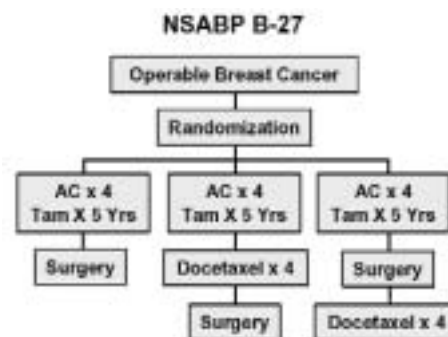 NSABP B-27
Operable Breast Cancer
Randomization
AC x 4
Tam X 5 Yrs
AC x 4
Tam X 5 Yrs
AC x 4
Tam X 5 Yrs
Surgery
Docetaxel x 4
Surgery
Surgery
Docetaxel x 4